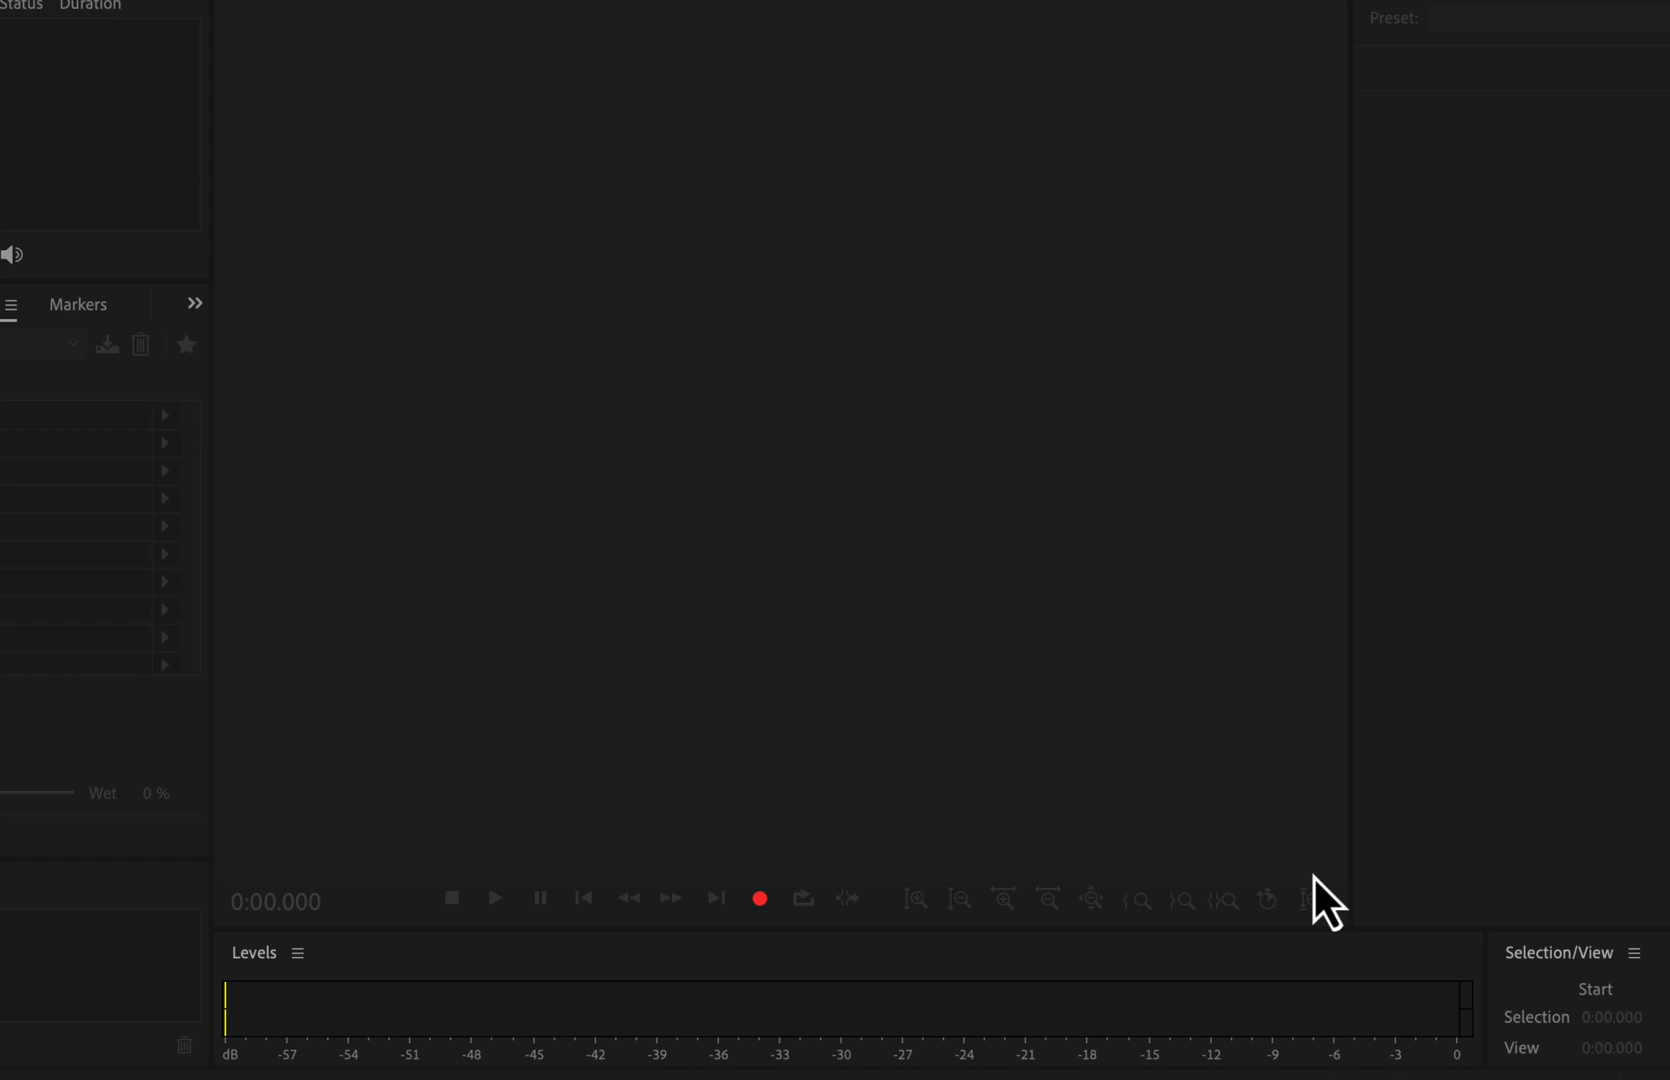 Status Duration
Preset:
Markers
Wet 0 %
0:00.000
Levels
Selection/View
Start
Selection 0:00.000
View 0:00.000
dB -57 -54 -51 -48 -45 -42 -39 -36 -33 -30 -27 -24 -21 -18 -15 -12 -9 -6 -3 0